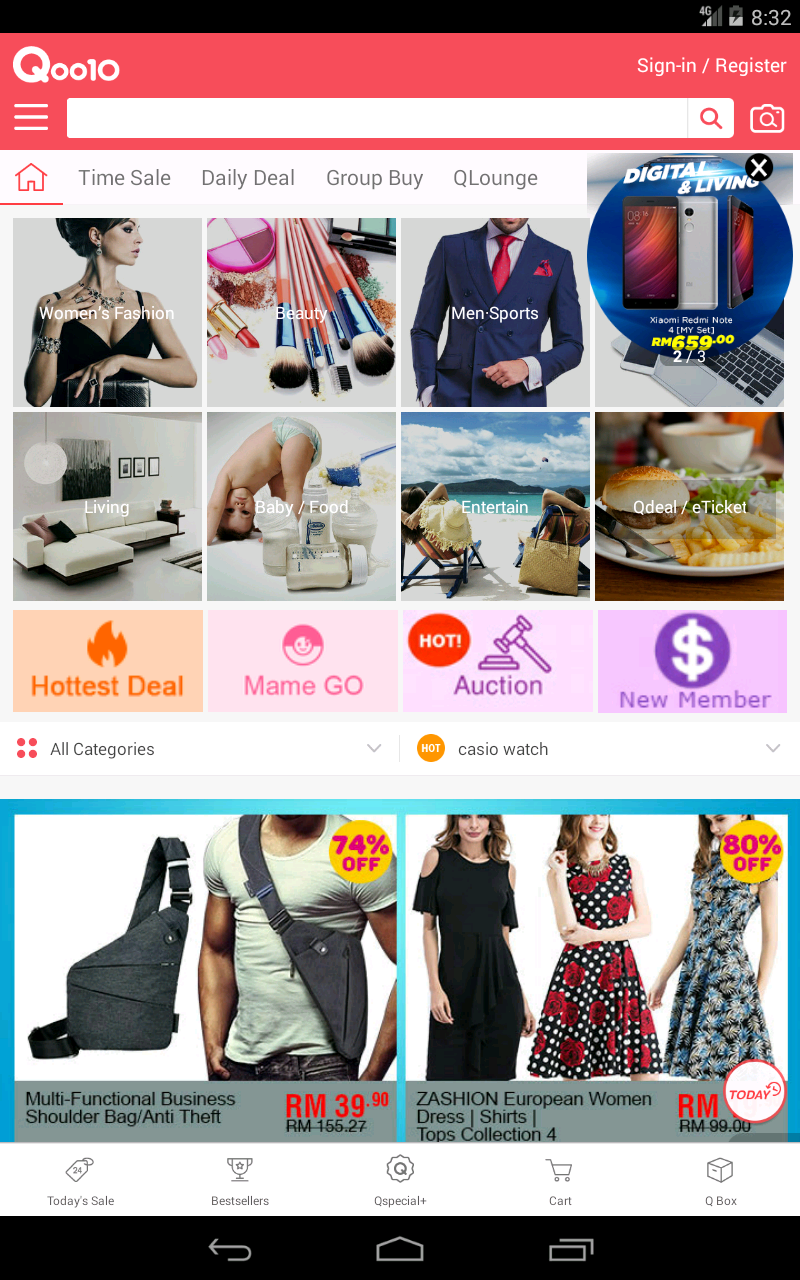 4G 8:32
Qoo10
Sign-in / Register
Time Sale
Daily Deal
Group Buy
QLounge
DIGITAL
& LIVING
08:16
Xiaomi Redmi Note
4 [MY Set]
RM659.00
2 / 3
Women's Fashion
Beauty
Men·Sports
Living
Baby / Food
Entertain
Qdeal / eTicket
Hottest Deal
Mame GO
HOT!
Auction
$
New Member
All Categories
HOT
casio watch
74%
OFF
80%
OFF
Multi-Functional Business
Shoulder Bag/Anti Theft
RM 39.90
RM 155.27
ZASHION European Women
Dress | Shirts |
Tops Collection 4
RM
RM 99.00
TODAY
24
Today's Sale
Bestsellers
Q
Qspecial+
Cart
Q Box